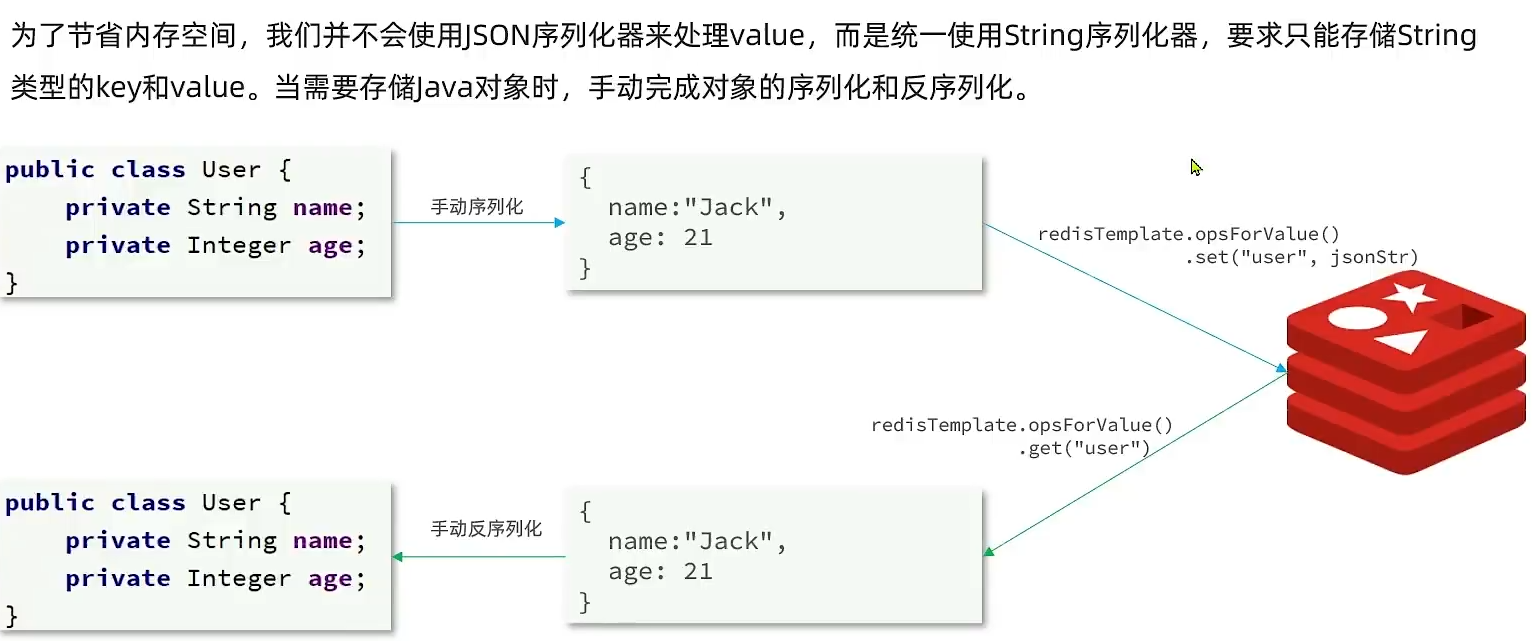 为了节省内存空间，我们并不会使用JSON序列化器来处理value，而是统一使用String序列化器，要求只能存储String
类型的key和value。当需要存储Java对象时，手动完成对象的序列化和反序列化。
public class User {
    private String name;
    private Integer age;
}
手动序列化
{
  name:"Jack",
  age: 21
}
redisTemplate.opsForValue()
.set("user", jsonStr)
redisTemplate.opsForValue()
.get("user")
public class User {
    private String name;
    private Integer age;
}
手动反序列化
{
  name:"Jack",
  age: 21
}